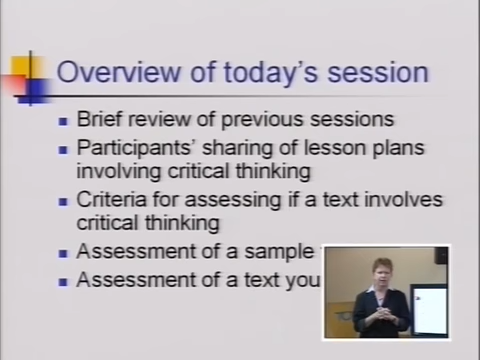 Overview of today's session
Brief review of previous sessions
Participants' sharing of lesson plans
involving critical thinking
Criteria for assessing if a text involves
critical thinking
Assessment of a sample
Assessment of a text you